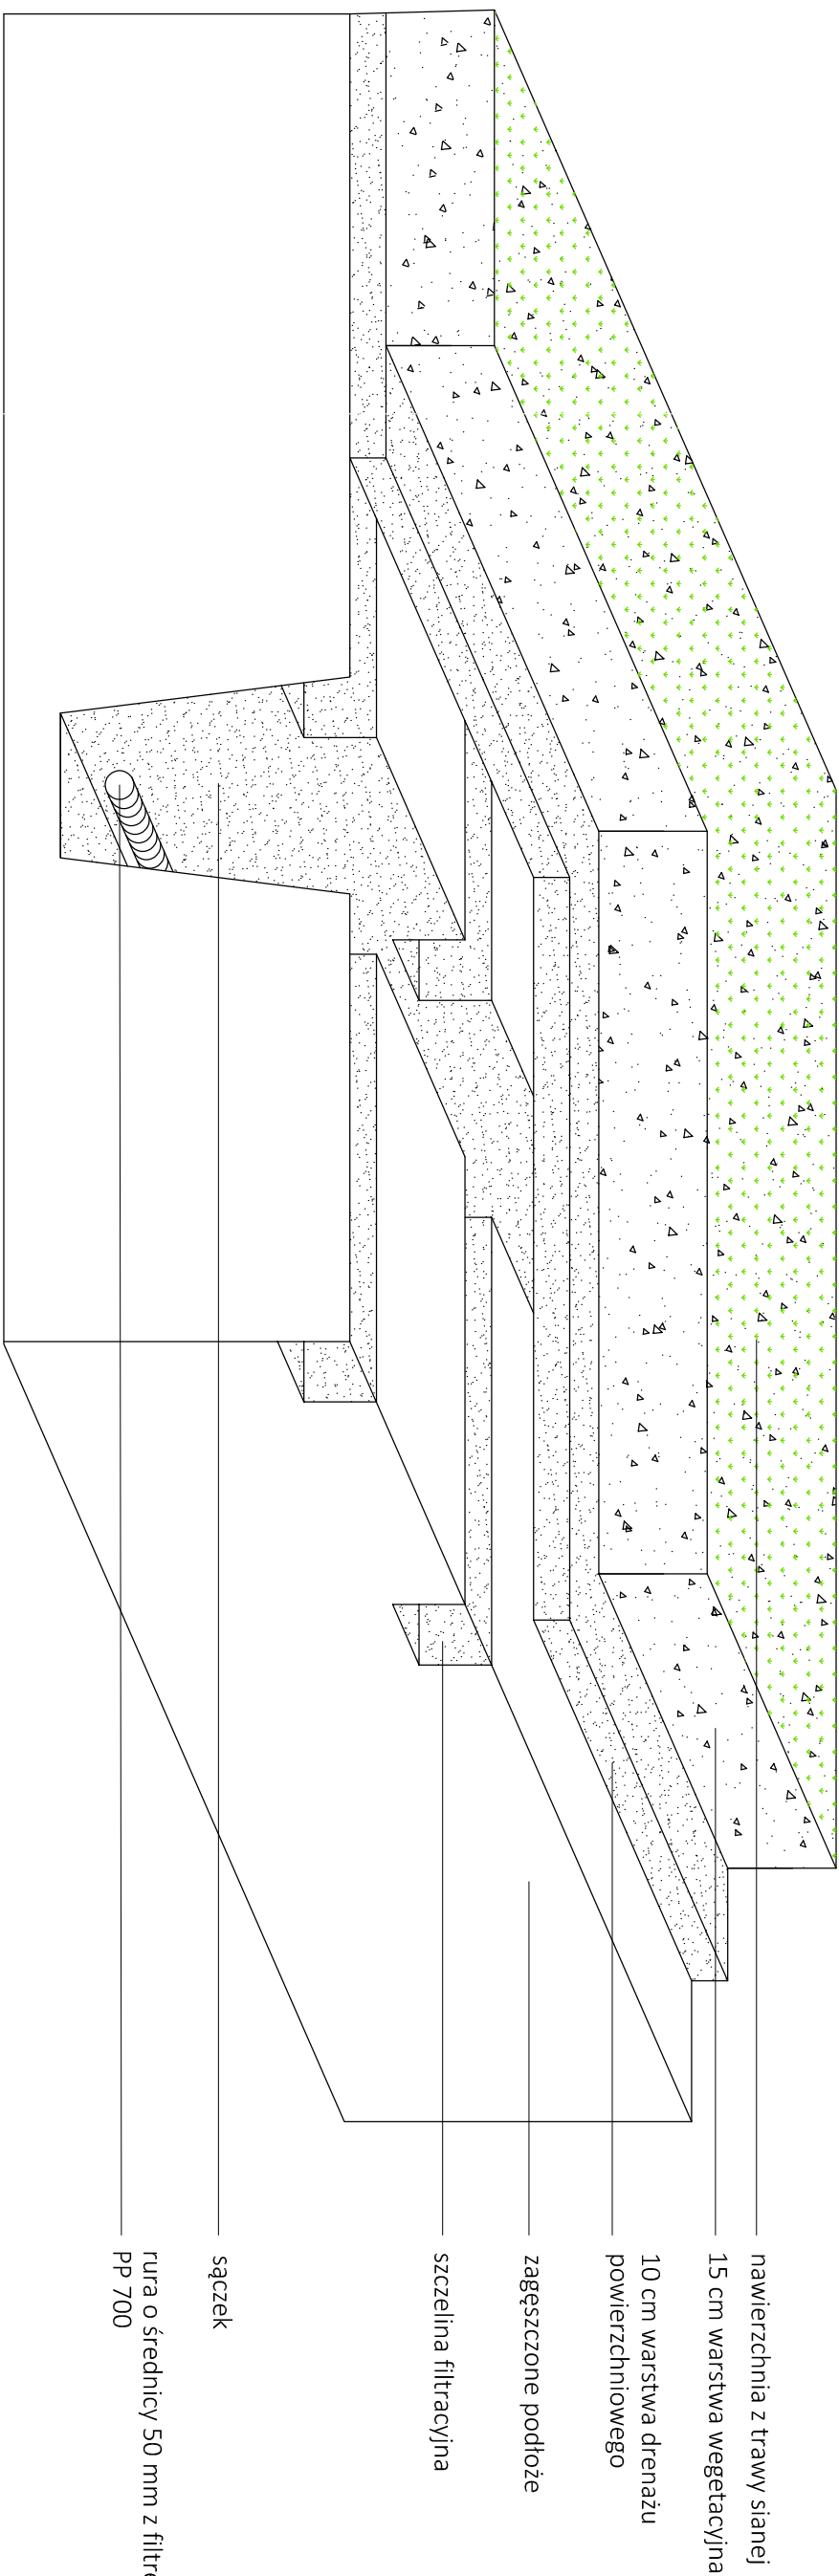 nawierzchnia z trawy sianej
15 cm warstwa wegetacyjna
10 cm warstwa drenażu
powierzchniowego
zagęszczone podłoże
szczelina filtracyjna
sączek
rura o średnicy 50 mm z
PP 700